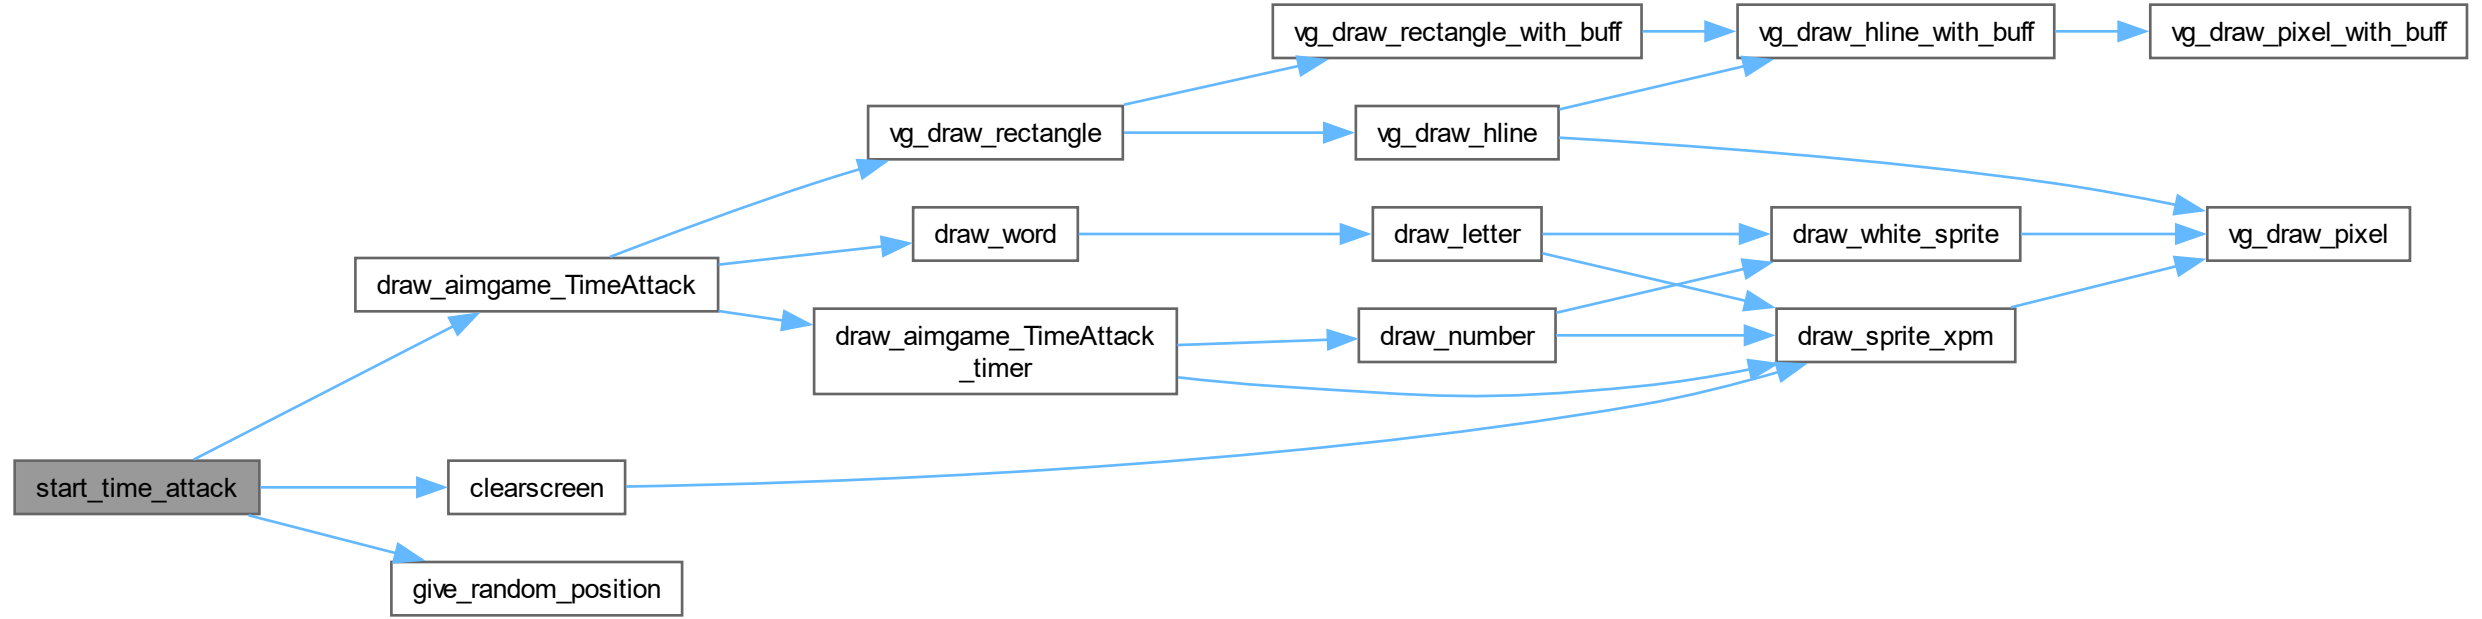 vg_draw_rectangle_with_buff
vg_draw_hline_with_buff
vg_draw_pixel_with_buff
vg_draw_rectangle
vg_draw_hline
draw_word
draw_letter
draw_white_sprite
vg_draw_pixel
draw_aimgame_TimeAttack
draw_aimgame_TimeAttack
_timer
draw_number
draw_sprite_xpm
start_time_attack
clearscreen
give_random_position